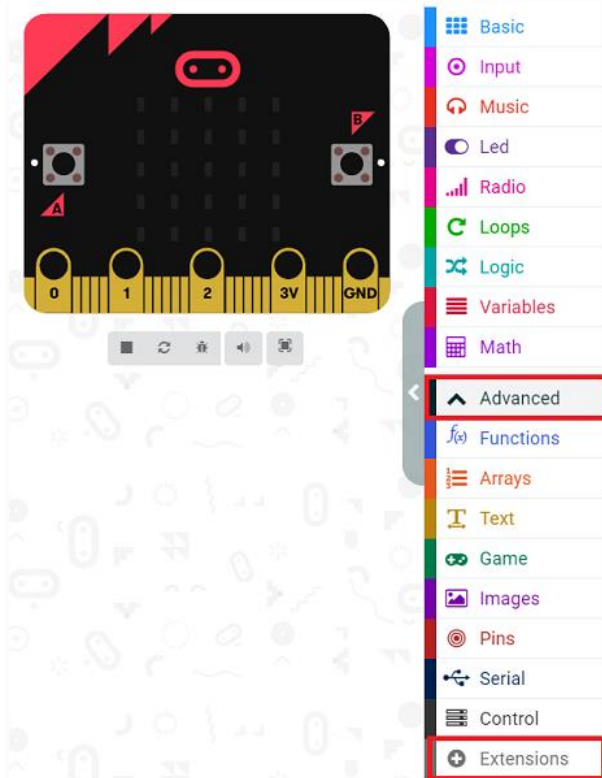 B
A
0 1 2 3V GND
Basic
Input
Music
Led
Radio
Loops
Logic
Variables
Math
Advanced
f(x) Functions
Arrays
Text
Game
Images
Pins
Serial
Control
Extensions